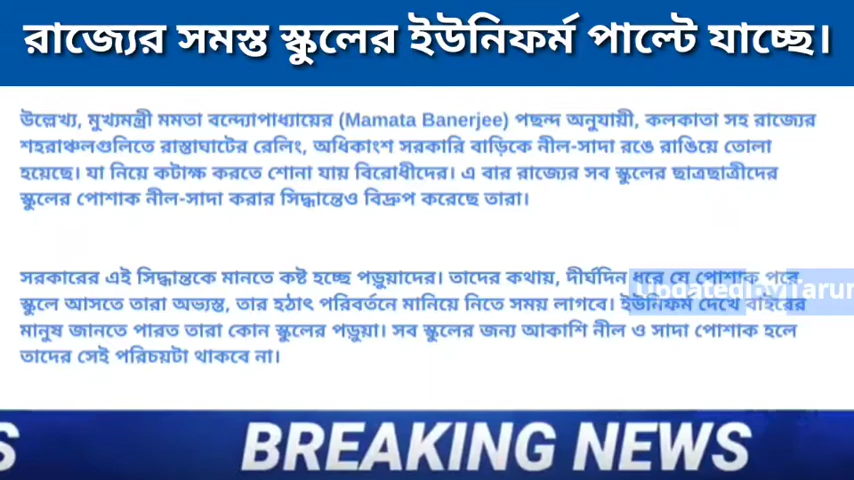 রাজ্যের সমস্ত স্কুলের ইউনিফর্ম পাল্টে যাচ্ছে।
উল্লেখ্য, মুখ্যমন্ত্রী মমতা বন্দ্যোপাধ্যায়ের (Mamata Banerjee) পছন্দ অনুযায়ী, কলকাতা সহ রাজ্যের
শহরাঞ্চলগুলিতে রাস্তাঘাটের রেলিং, অধিকাংশ সরকারি বাড়িকে নীল-সাদা রঙে রাঙিয়ে তোলা
হয়েছে। যা নিয়ে কটাক্ষ করতে শোনা যায় বিরোধীদের। এ বার রাজ্যের সব স্কুলের ছাত্রছাত্রীদের
স্কুলের পোশাক নীল-সাদা করার সিদ্ধান্তেও বিদ্রুপ করেছে তারা।
সরকারের এই সিদ্ধান্তকে মানতে কষ্ট হচ্ছে পড়ুয়াদের। তাদের কথায়, দীর্ঘদিন ধরে যে পোশাক পরে
Updated by Tarun
স্কুলে আসতে তারা অভ্যস্ত, তার হঠাৎ পরিবর্তনে মানিয়ে নিতে সময় লাগবে। ইউনিফর্ম দেখে বাইরের
মানুষ জানতে পারত তারা কোন স্কুলের পড়ুয়া। সব স্কুলের জন্য আকাশি নীল ও সাদা পোশাক হলে
তাদের সেই পরিচয়টা থাকবে না।
S BREAKING NEWS